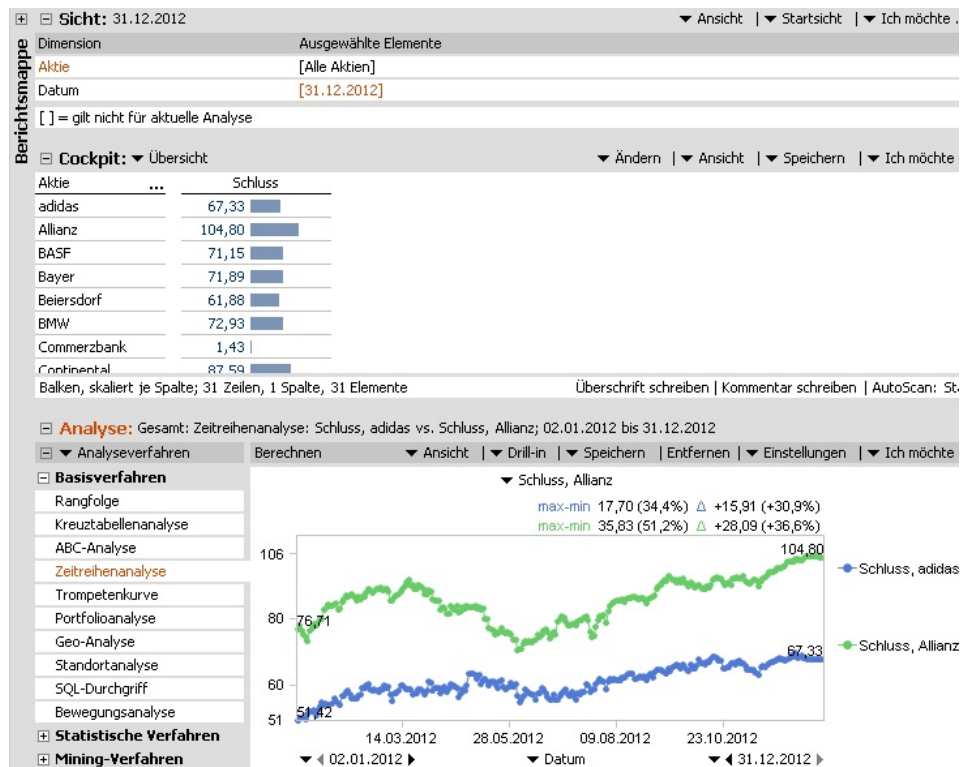 Sicht: 31.12.2012 Ansicht | Startsicht | Ich möchte .
Berichtsmappe
Dimension Ausgewählte Elemente
Aktie [Alle Aktien]
Datum [31.12.2012]
[ ] = gilt nicht für aktuelle Analyse
Cockpit: Übersicht Ändern | Ansicht | Speichern | Ich möchte
Aktie ... Schluss
adidas 67,33
Allianz 104,80
BASF 71,15
Bayer 71,89
Beiersdorf 61,88
BMW 72,93
Commerzbank 1,43
Continental 87,59
Balken, skaliert je Spalte; 31 Zeilen, 1 Spalte, 31 Elemente Überschrift schreiben | Kommentar schreiben | AutoScan: Sta
Analyse: Gesamt: Zeitreihenanalyse: Schluss, adidas vs. Schluss, Allianz; 02.01.2012 bis 31.12.2012
Analyseverfahren Berechnen Ansicht | Drill-in | Speichern | Entfernen | Einstellungen | Ich möchte
Basisverfahren
Rangfolge
Kreuztabellenanalyse
ABC-Analyse
Zeitreihenanalyse
Trompetenkurve
Portfolioanalyse
Geo-Analyse
Standortanalyse
SQL-Durchgriff
Bewegungsanalyse
Statistische Verfahren
Mining-Verfahren
Schluss, Allianz
max-min 17,70 (34,4%) Δ +15,91 (+30,9%)
max-min 35,83 (51,2%) Δ +28,09 (+36,6%)
106
80
60
51
76,71
104,80
51,42
67,33
Schluss, adidas
Schluss, Allianz
14.03.2012 28.05.2012 09.08.2012 23.10.2012
02.01.2012 Datum 31.12.2012